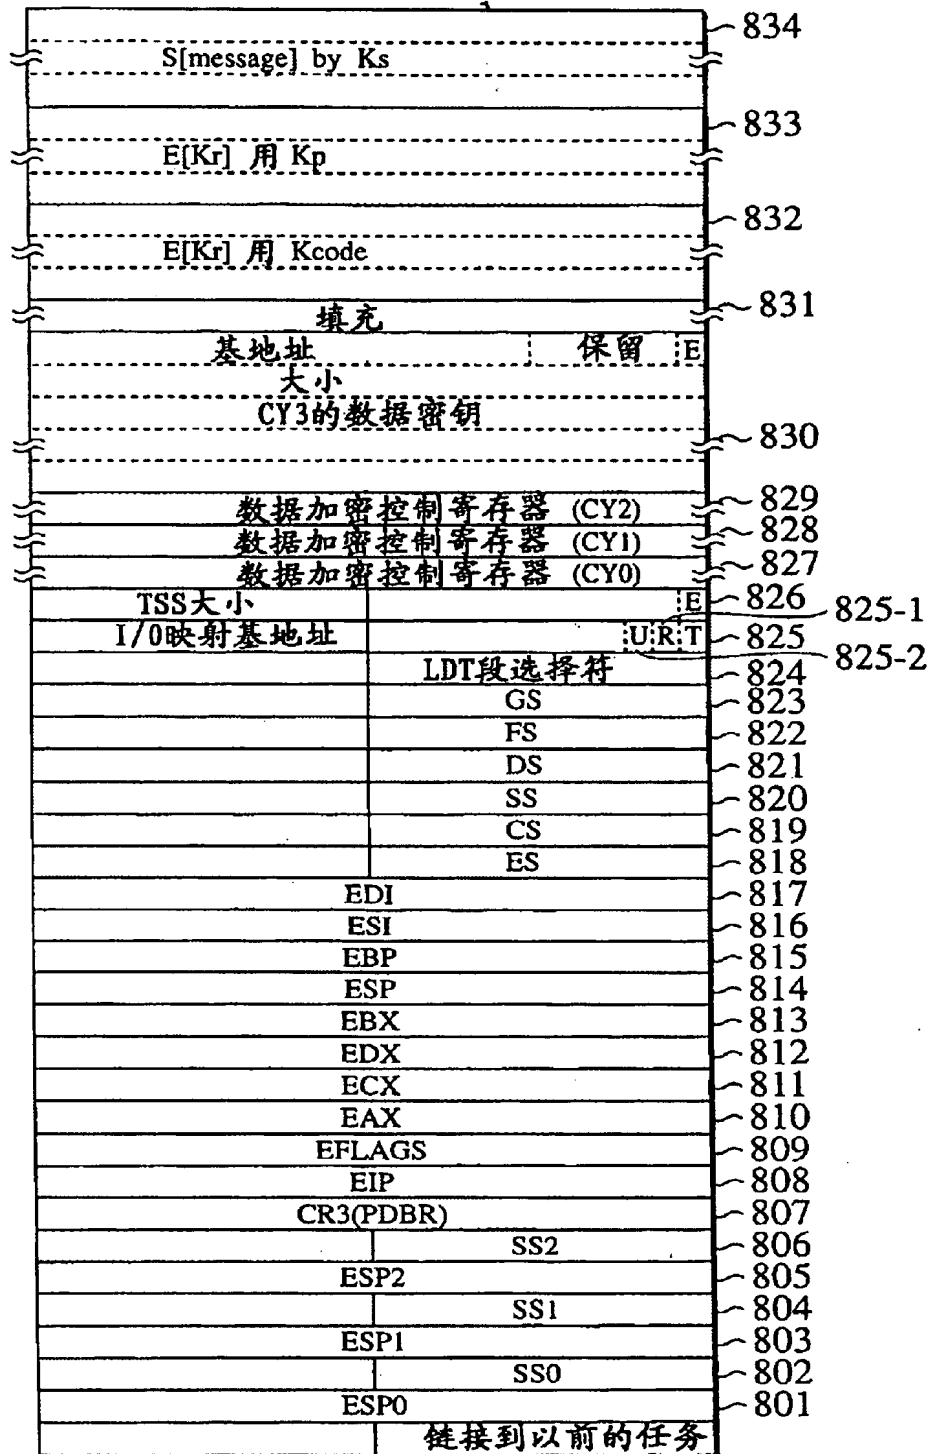 834
S[message] by Ks
833
E[Kr] 用 Kp
832
E[Kr] 用 Kcode
831
填充
基地址 保留 E
大小
CY3的数据密钥
830
829
数据加密控制寄存器 (CY2)
828
数据加密控制寄存器 (CY1)
827
数据加密控制寄存器 (CY0)
TSS大小 E 826
825-1
I/0映射基地址 U R T 825
825-2
LDT段选择符 824
GS 823
FS 822
DS 821
SS 820
CS 819
ES 818
EDI 817
ESI 816
EBP 815
ESP 814
EBX 813
EDX 812
ECX 811
EAX 810
EFLAGS 809
EIP 808
CR3(PDBR) 807
SS2 806
ESP2 805
SS1 804
ESP1 803
SS0 802
ESP0 801
链接到以前的任务